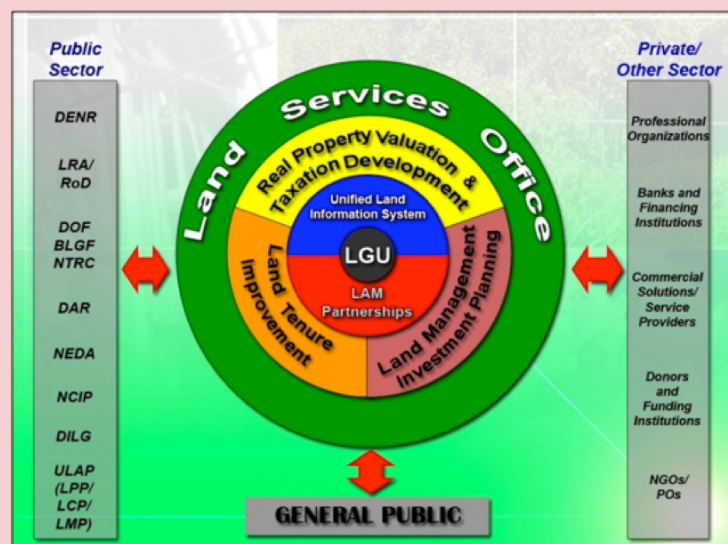 Public
Sector
DENR
LRA/
RoD
DOF
BLGF
NTRC
DAR
NEDA
NCIP
DILG
ULAP
(LPP/
LCP/
LMP)
Land Services Office
Real Property Valuation &
Taxation Development
Unified Land
Information System
LGU
LAM
Partnerships
Land Tenure
Improvement
Land Management
Investment Planning
GENERAL PUBLIC
Private/
Other Sector
Professional
Organizations
Banks and
Financing
Institutions
Commercial
Solutions/
Service
Providers
Donors
and
Funding
Institutions
NGOs/
POs